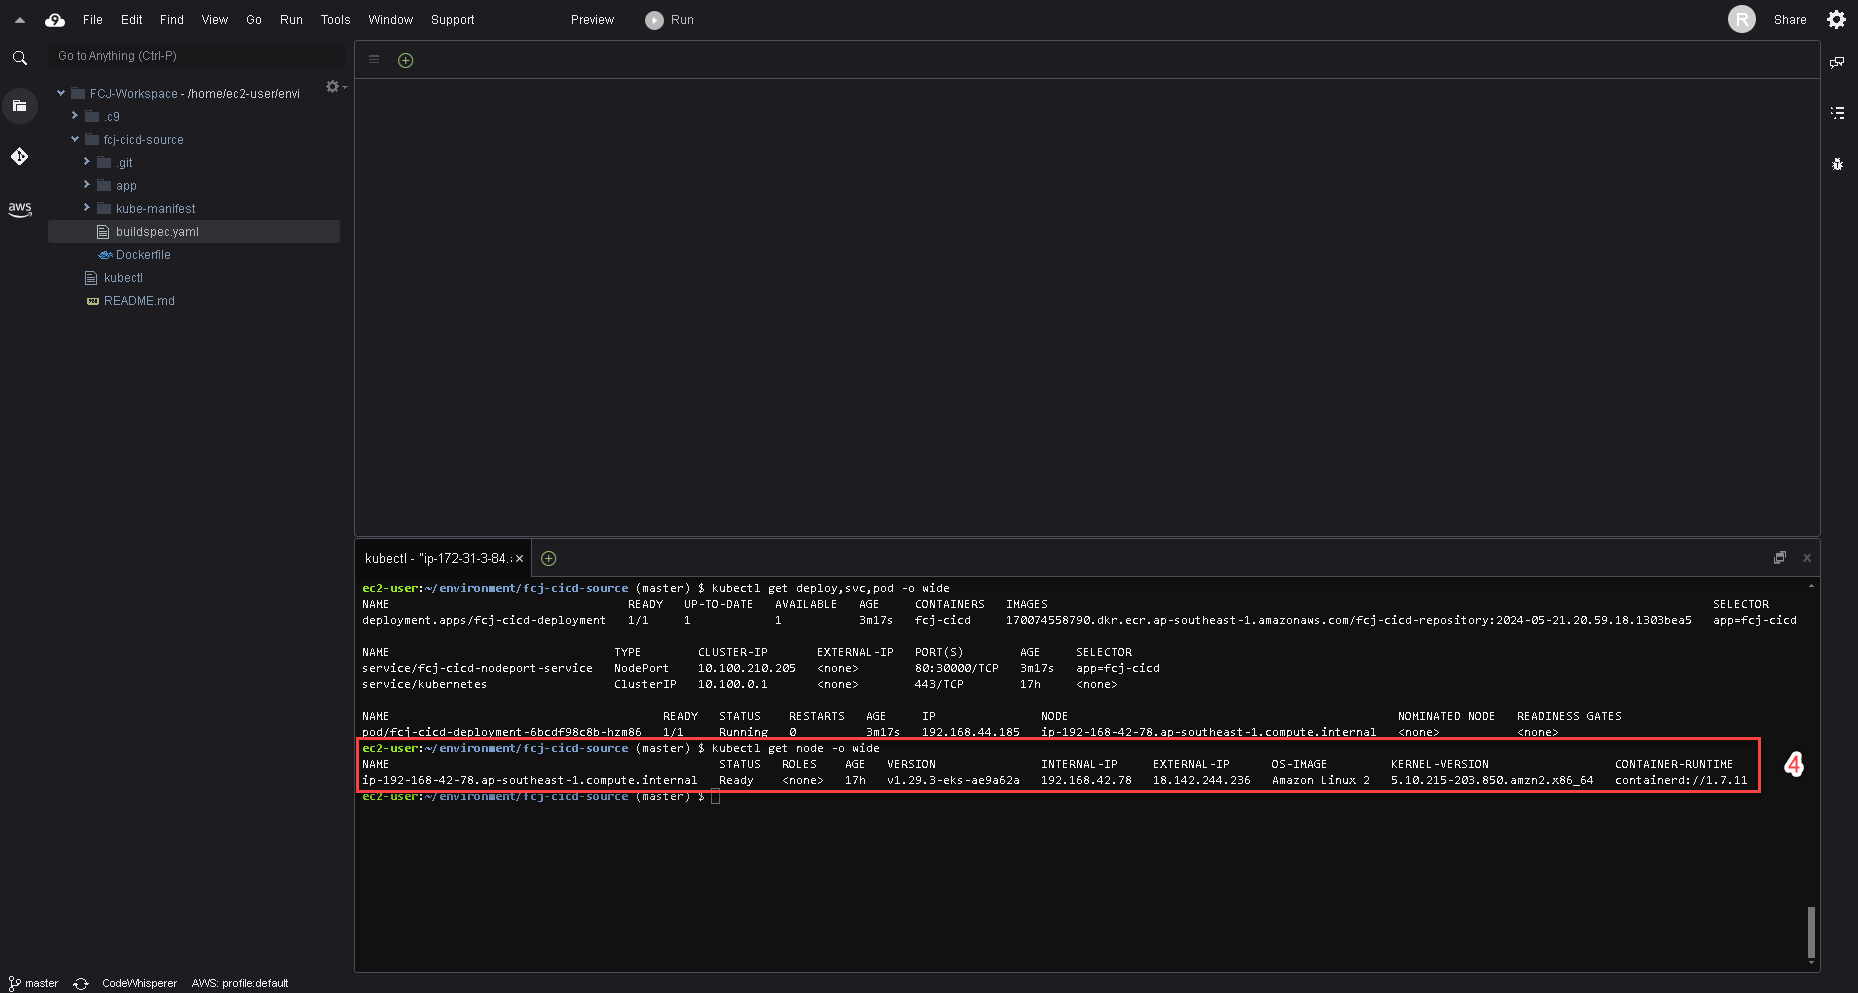 File Edit Find View Go Run Tools Window Support Preview Run R Share
Go to Anything (Ctrl-P)
FCJ-Workspace - /home/ec2-user/envi
.c9
fcj-cicd-source
.git
app
kube-manifest
buildspec.yaml
Dockerfile
kubectl
README.md
aws
kubectl - "ip-172-31-3-84.:
ec2-user:~/environment/fcj-cicd-source (master) $ kubectl get deploy,svc,pod -o wide
NAME READY UP-TO-DATE AVAILABLE AGE CONTAINERS IMAGES SELECTOR
deployment.apps/fcj-cicd-deployment 1/1 1 1 3m17s fcj-cicd 170074558790.dkr.ecr.ap-southeast-1.amazonaws.com/fcj-cicd-repository:2024-05-21.20.59.18.1303bea5 app=fcj-cicd
NAME TYPE CLUSTER-IP EXTERNAL-IP PORT(S) AGE SELECTOR
service/fcj-cicd-nodeport-service NodePort 10.100.210.205 <none> 80:30000/TCP 3m17s app=fcj-cicd
service/kubernetes ClusterIP 10.100.0.1 <none> 443/TCP 17h <none>
NAME READY STATUS RESTARTS AGE IP NODE NOMINATED NODE READINESS GATES
pod/fcj-cicd-deployment-6bcdf98c8b-hzm86 1/1 Running 0 3m17s 192.168.44.185 ip-192-168-42-78.ap-southeast-1.compute.internal <none> <none>
ec2-user:~/environment/fcj-cicd-source (master) $ kubectl get node -o wide
NAME STATUS ROLES AGE VERSION INTERNAL-IP EXTERNAL-IP OS-IMAGE KERNEL-VERSION CONTAINER-RUNTIME
ip-192-168-42-78.ap-southeast-1.compute.internal Ready <none> 17h v1.29.3-eks-ae9a62a 192.168.42.78 18.142.244.236 Amazon Linux 2 5.10.215-203.850.amzn2.x86_64 containerd://1.7.11
4
ec2-user:~/environment/fcj-cicd-source (master) $
master CodeWhisperer AWS: profile:default